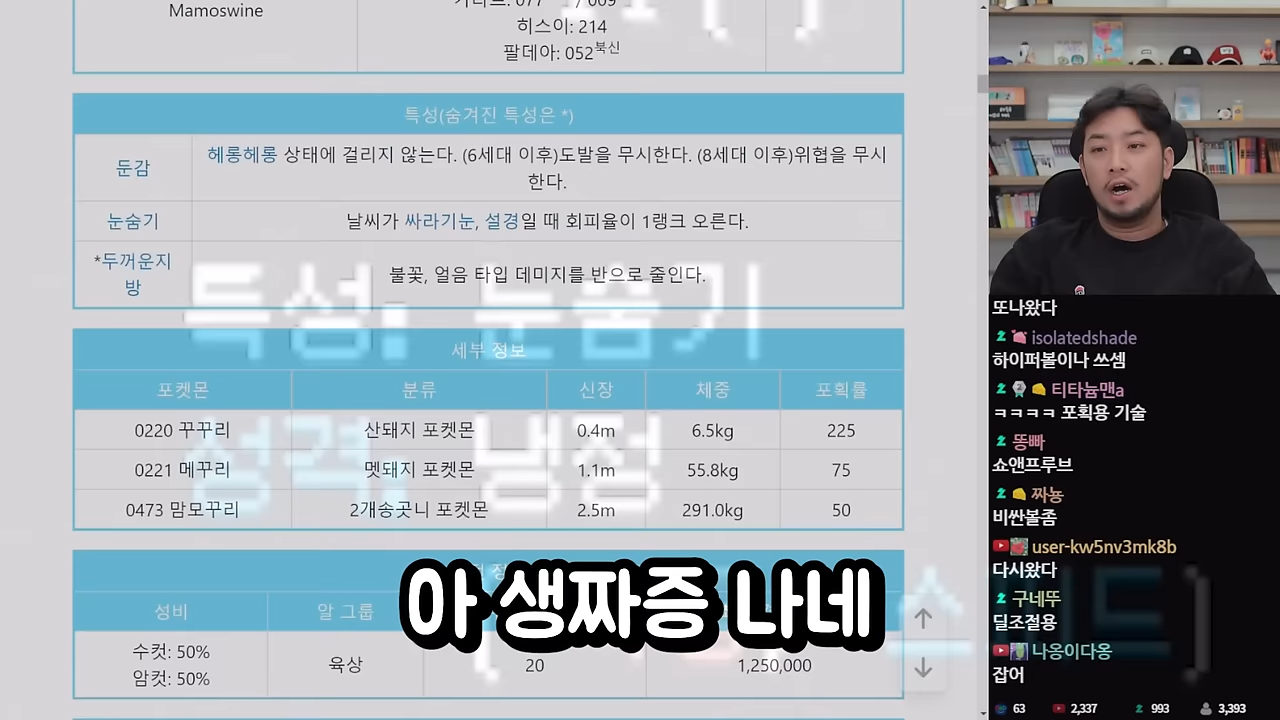 Mamoswine
히스이: 214
팔데아: 052북신
특성(숨겨진 특성은 *)
둔감
헤롱헤롱 상태에 걸리지 않는다. (6세대 이후)도발을 무시한다. (8세대 이후)위협을 무시
한다.
눈숨기
날씨가 싸라기눈, 설경일 때 회피율이 1랭크 오른다.
*두꺼운지
방
불꽃, 얼음 타입 데미지를 반으로 줄인다.
특성: 눈숨기
세부 정보
포켓몬 분류 신장 체중 포획률
0220 꾸꾸리 산돼지 포켓몬 0.4m 6.5kg 225
0221 메꾸리 멧돼지 포켓몬 1.1m 55.8kg 75
0473 맘모꾸리 2개송곳니 포켓몬 2.5m 291.0kg 50
성격
성비 알 그룹
수컷: 50%
암컷: 50%
육상 20 1,250,000
아 생짜증 나네
또나왔다
isolatedshade
하이퍼볼이나 쓰셈
티타늄맨a
ㅋㅋㅋㅋ 포획용 기술
똥빠
쇼앤프루브
짜뇽
비싼볼좀
user-kw5nv3mk8b
다시왔다
구네뚜
딜조절용
나옹이다옹
잡어
63 2,337 993 3,393